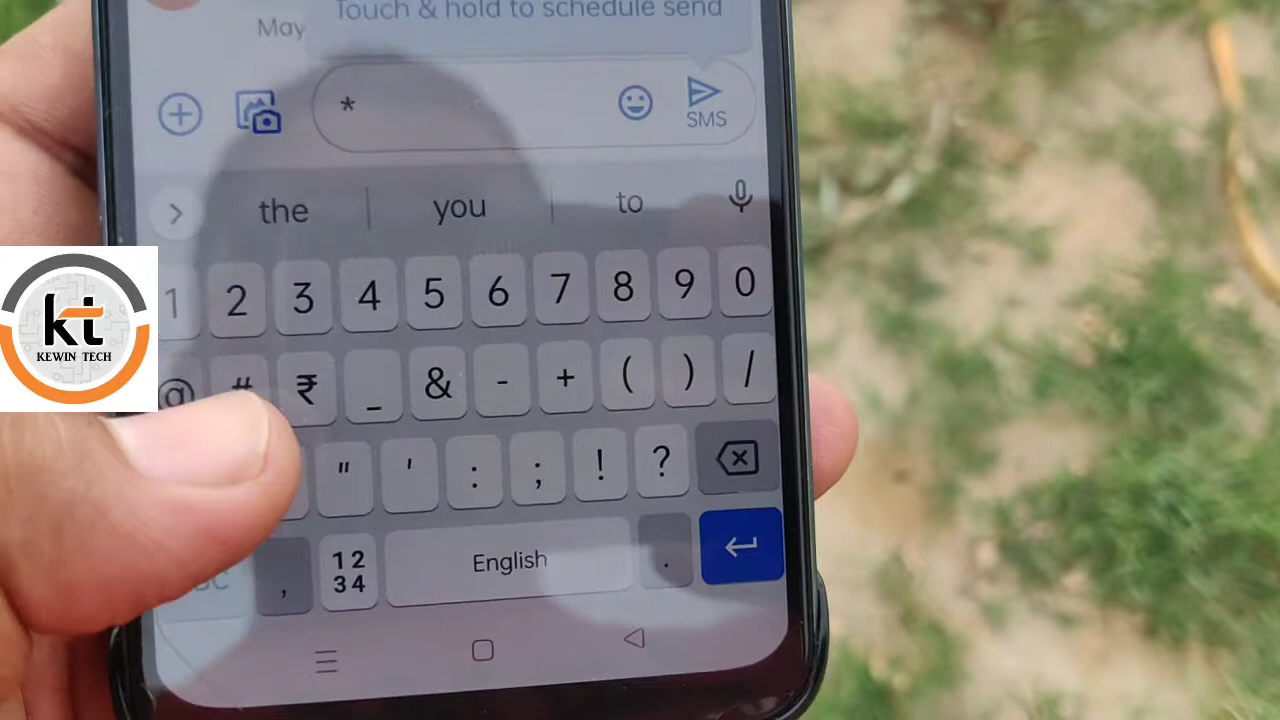 Touch & hold to schedule send
May
*
SMS
the you to
1 2 3 4 5 6 7 8 9 0
@ # ₹ _ & - + ( ) /
" ' : ; ! ?
, 12 34 English .
kt
KEWIN TECH